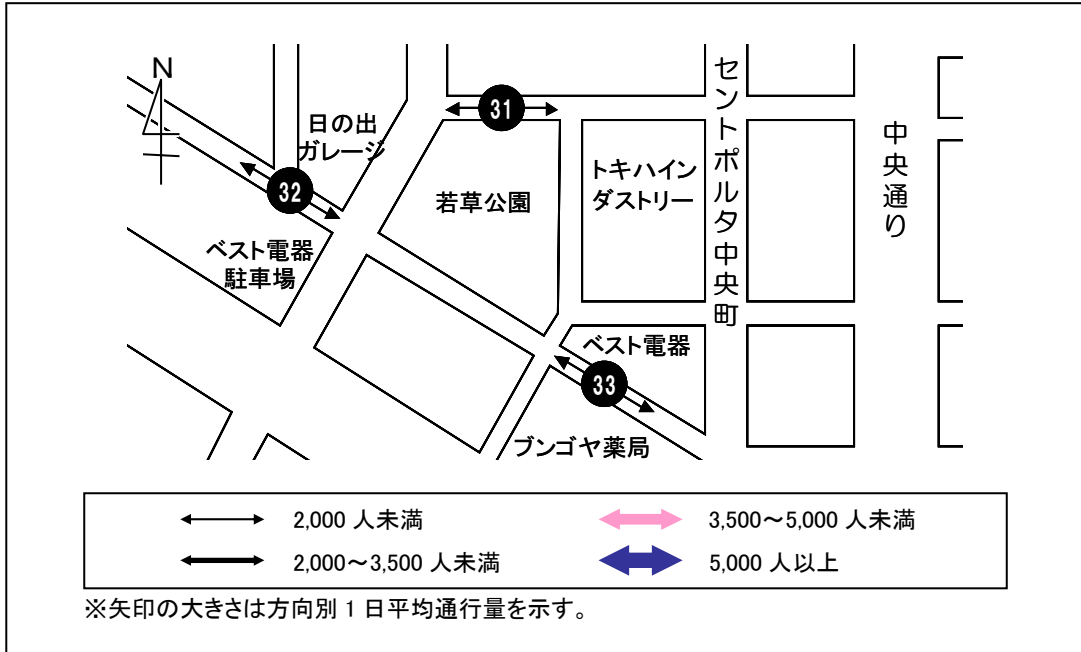 N
日の出
ガレージ
31
32
若草公園
トキハイン
ダストリー
セントポルタ中央町
中央通り
ベスト電器
駐車場
ベスト電器
33
ブンゴヤ薬局
2,000 人未満
3,500～5,000 人未満
2,000～3,500 人未満
5,000 人以上
※矢印の大きさは方向別 1 日平均通行量を示す。